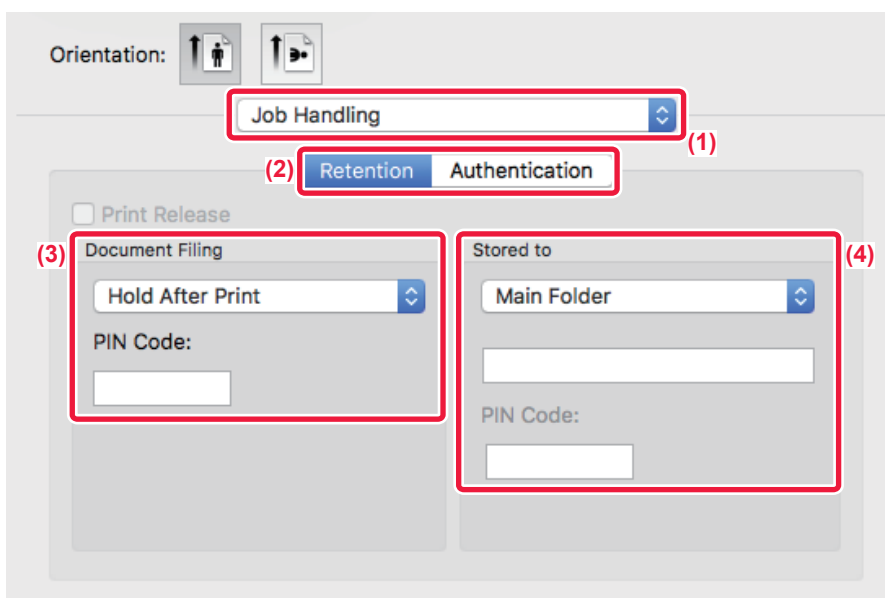 Orientation:
Job Handling
(1)
(2)
Retention Authentication
Print Release
(3)
Document Filing
Hold After Print
PIN Code:
Stored to
(4)
Main Folder
PIN Code: